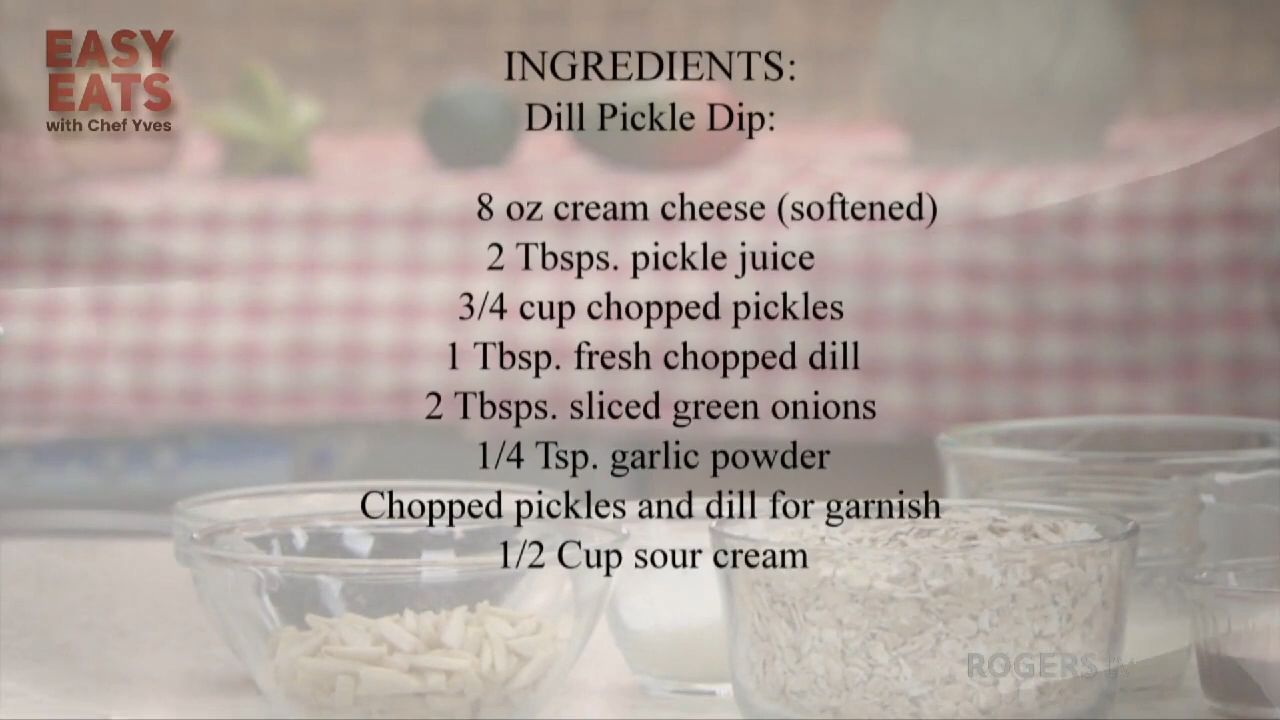 EASY
EATS
with Chef Yves
INGREDIENTS:
Dill Pickle Dip:
8 oz cream cheese (softened)
2 Tbsps. pickle juice
3/4 cup chopped pickles
1 Tbsp. fresh chopped dill
2 Tbsps. sliced green onions
1/4 Tsp. garlic powder
Chopped pickles and dill for garnish
1/2 Cup sour cream
ROGERS tv